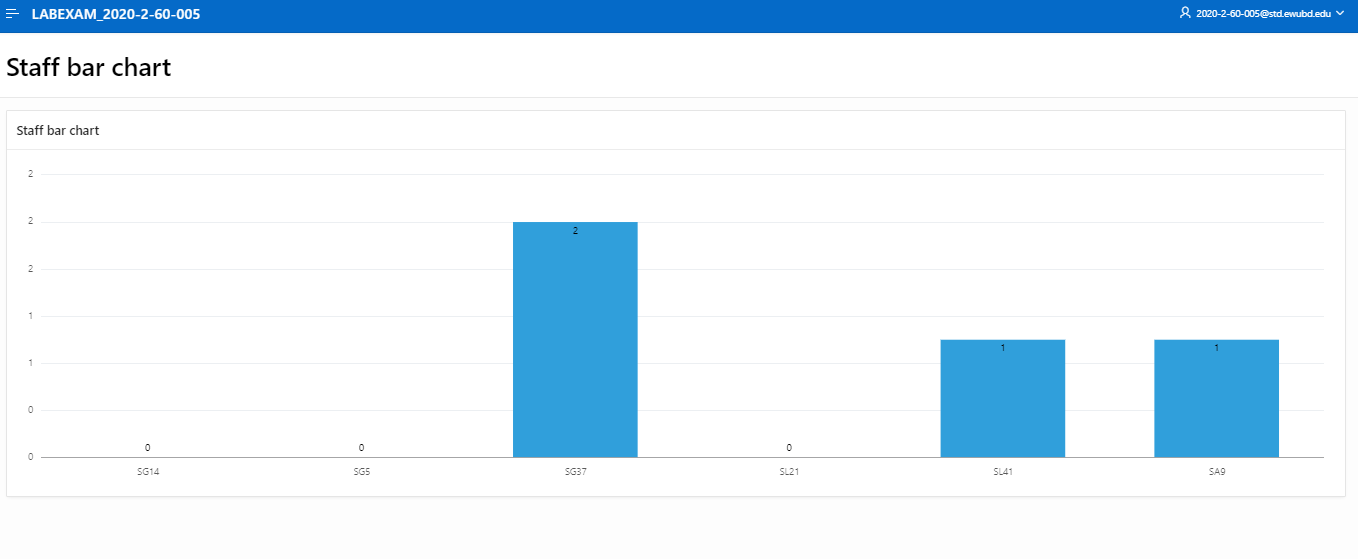 LABEXAM_2020-2-60-005
2020-2-60-005@std.ewubd.edu
Staff bar chart
Staff bar chart
2
2
2
1
1
0
0
0 0 2 0 1 1
SG14 SG5 SG37 SL21 SL41 SA9